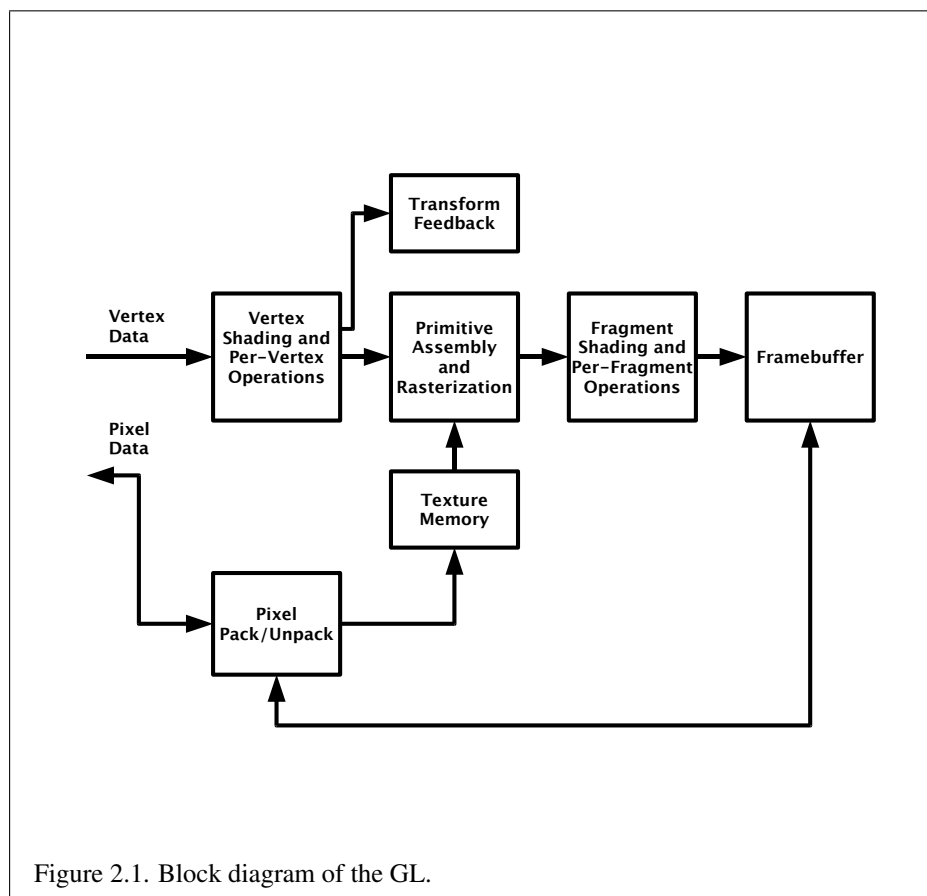 Transform
Feedback
Vertex
Data
Vertex
Shading and
Per-Vertex
Operations
Primitive
Assembly
and
Rasterization
Fragment
Shading and
Per-Fragment
Operations
Framebuffer
Pixel
Data
Texture
Memory
Pixel
Pack/Unpack
Figure 2.1. Block diagram of the GL.